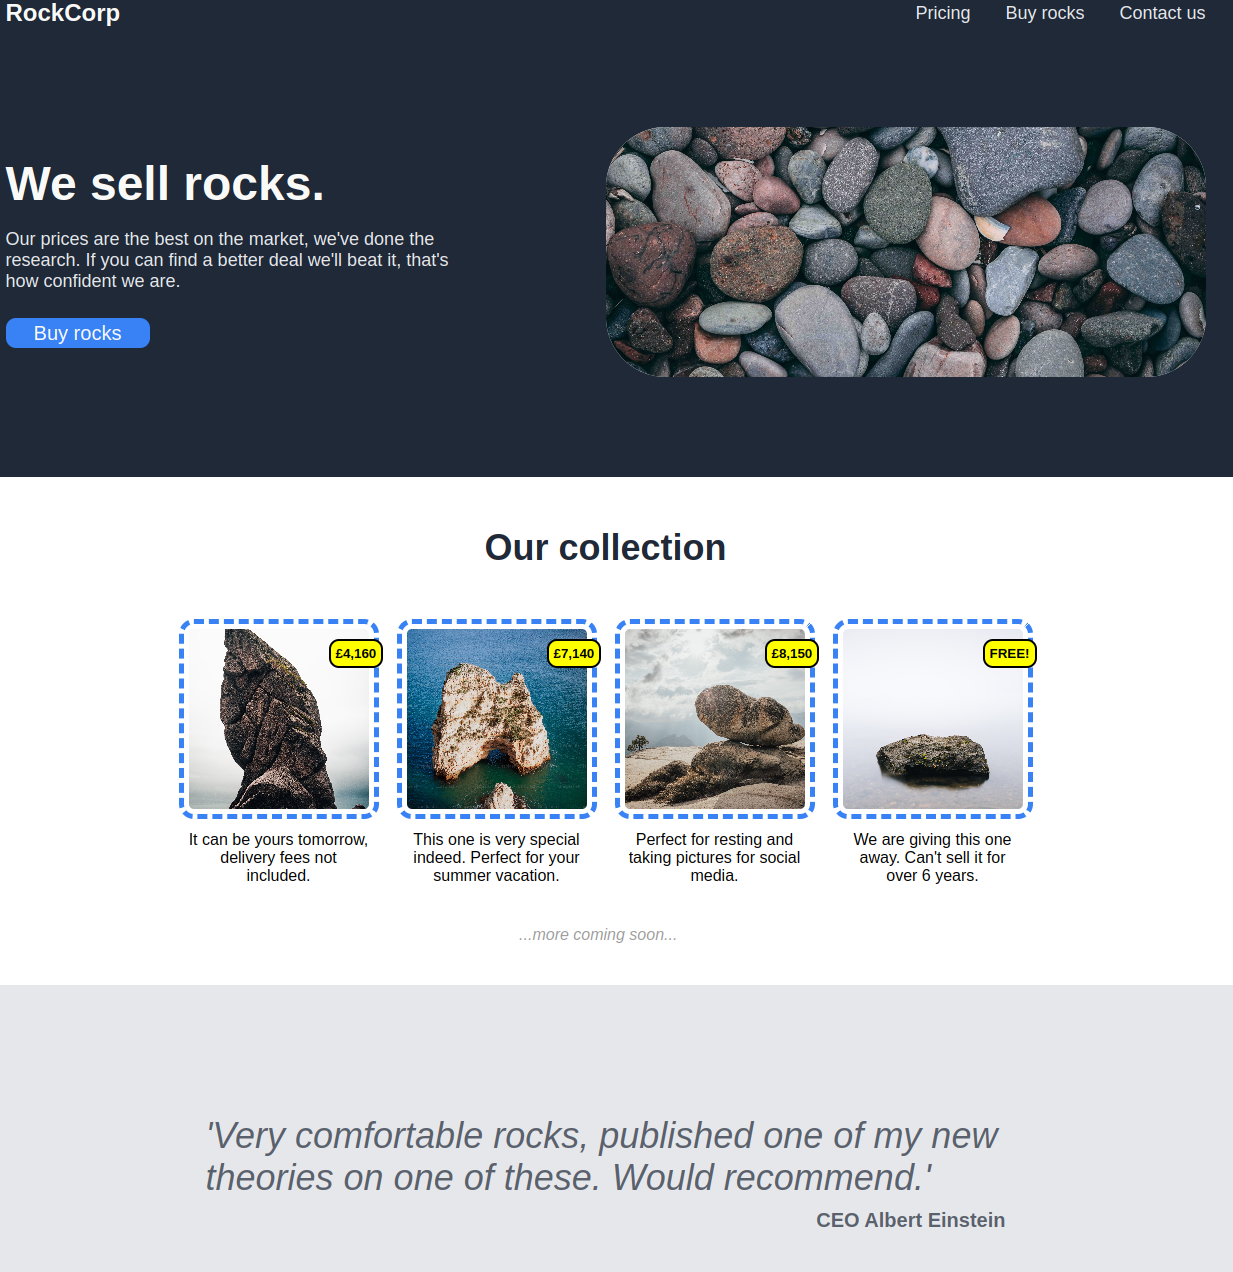 RockCorp
Pricing Buy rocks Contact us
We sell rocks.
Our prices are the best on the market, we've done the
research. If you can find a better deal we'll beat it, that's
how confident we are.
Buy rocks
Our collection
£4,160
£7,140
£8,150
FREE!
It can be yours tomorrow,
delivery fees not
included.
This one is very special
indeed. Perfect for your
summer vacation.
Perfect for resting and
taking pictures for social
media.
We are giving this one
away. Can't sell it for
over 6 years.
...more coming soon...
'Very comfortable rocks, published one of my new
theories on one of these. Would recommend.'
CEO Albert Einstein